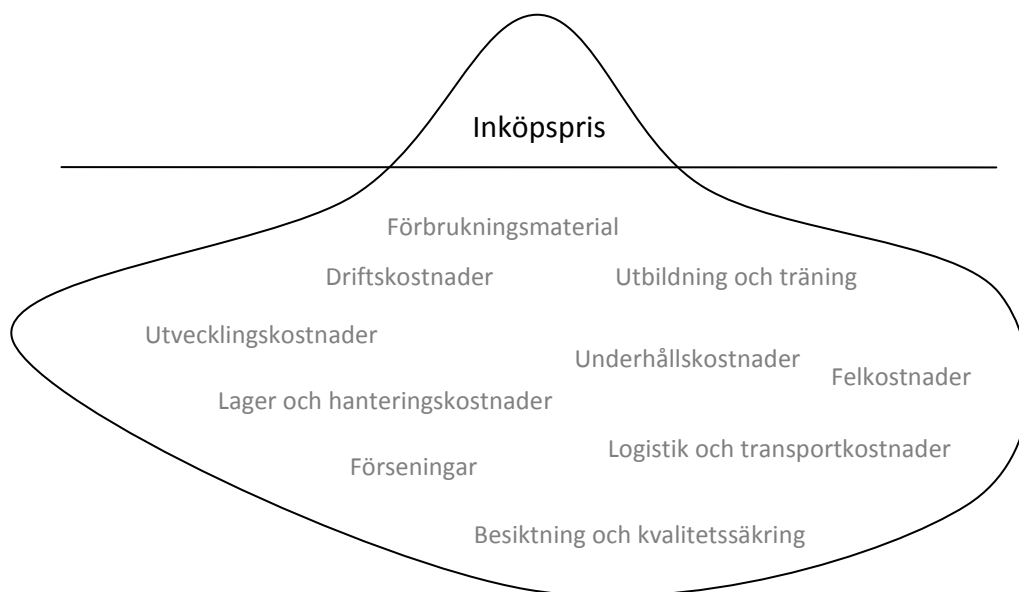 Inköpspris
Förbrukningsmaterial
Driftskostnader
Utbildning och träning
Utvecklingskostnader
Underhållskostnader
Felkostnader
Lager och hanteringskostnader
Logistik och transportkostnader
Förseningar
Besiktning och kvalitetssäkring